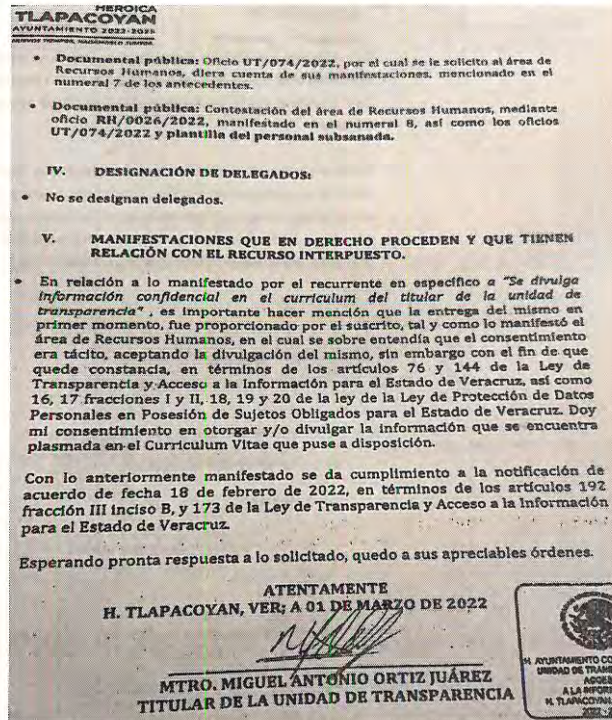 HEROICA
TLAPACOYAN
AYUNTAMIENTO 2022-2025
• Documental pública: Oficio UT/074/2022, por el cual se le solicito al área de
Recursos Humanos, diera cuenta de sus manifestaciones, mencionado en el
numeral 7 de los antecedentes.
• Documental pública: Contestación del área de Recursos Humanos, mediante
oficio RH/0026/2022, manifestado en el numeral 8, así como los oficios
UT/074/2022 y plantilla del personal subsanada.
IV. DESIGNACIÓN DE DELEGADOS:
• No se designan delegados.
V. MANIFESTACIONES QUE EN DERECHO PROCEDEN Y QUE TIENEN
RELACIÓN CON EL RECURSO INTERPUESTO.
• En relación a lo manifestado por el recurrente en específico a "Se divulga
información confidencial en el curriculum del titular de la unidad de
transparencia" , es importante hacer mención que la entrega del mismo en
primer momento, fue proporcionado por el suscrito, tal y como lo manifestó el
área de Recursos Humanos, en el cual se sobre entendía que el consentimiento
era tácito, aceptando la divulgación del mismo, sin embargo con el fin de que
quede constancia, en términos de los artículos 76 y 144 de la Ley de
Transparencia y Acceso a la Información para el Estado de Veracruz, así como
16, 17 fracciones I y II, 18, 19 y 20 de la ley de la Ley de Protección de Datos
Personales en Posesión de Sujetos Obligados para el Estado de Veracruz. Doy
mi consentimiento en otorgar y/o divulgar la información que se encuentra
plasmada en el Curriculum Vitae que puse a disposición.
Con lo anteriormente manifestado se da cumplimiento a la notificación de
acuerdo de fecha 18 de febrero de 2022, en términos de los artículos 192
fracción III inciso B, y 173 de la Ley de Transparencia y Acceso a la Información
para el Estado de Veracruz.
Esperando pronta respuesta a lo solicitado, quedo a sus apreciables órdenes.
ATENTAMENTE
H. TLAPACOYAN, VER; A 01 DE MARZO DE 2022
MTRO. MIGUEL ANTONIO ORTIZ JUÁREZ
TITULAR DE LA UNIDAD DE TRANSPARENCIA
H. AYUNTAMIENTO CO
UNIDAD DE TRANS
A LA INFOR
H. TLAPACOYAN